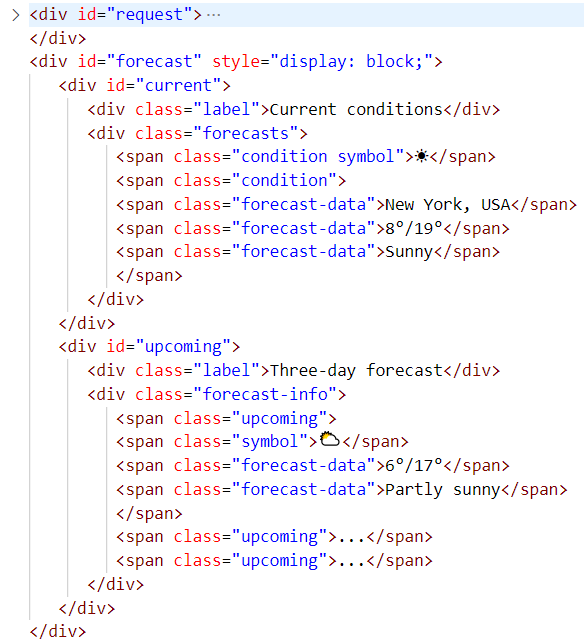 <div id="request"> ···
</div>
<div id="forecast" style="display: block;">
<div id="current">
<div class="label">Current conditions</div>
<div class="forecasts">
<span class="condition symbol">☀</span>
<span class="condition">
<span class="forecast-data">New York, USA</span>
<span class="forecast-data">8°/19°</span>
<span class="forecast-data">Sunny</span>
</span>
</div>
</div>
<div id="upcoming">
<div class="label">Three-day forecast</div>
<div class="forecast-info">
<span class="upcoming">
<span class="symbol">⛅</span>
<span class="forecast-data">6°/17°</span>
<span class="forecast-data">Partly sunny</span>
</span>
<span class="upcoming">...</span>
<span class="upcoming">...</span>
</div>
</div>
</div>